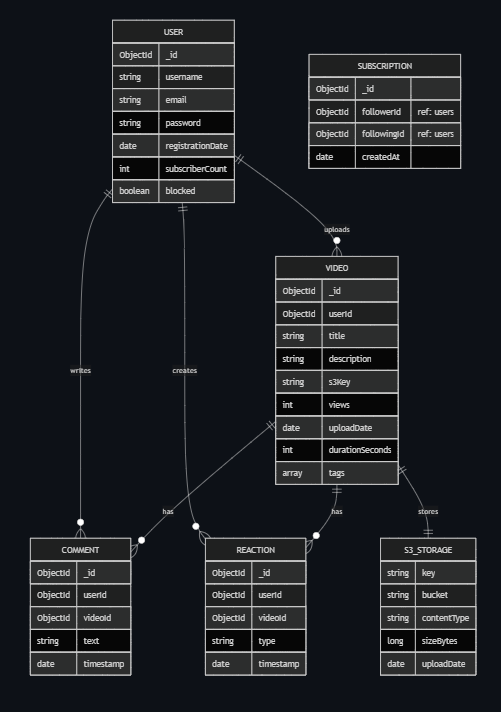 USER
ObjectId _id
string username
string email
string password
date registrationDate
int subscriberCount
boolean blocked
SUBSCRIPTION
ObjectId _id
ObjectId followerId ref: users
ObjectId followingId ref: users
date createdAt
uploads
VIDEO
ObjectId _id
ObjectId userId
string title
string description
string s3Key
int views
date uploadDate
int durationSeconds
array tags
writes
creates
has
has
stores
COMMENT
ObjectId _id
ObjectId userId
ObjectId videoId
string text
date timestamp
REACTION
ObjectId _id
ObjectId userId
ObjectId videoId
string type
date timestamp
S3_STORAGE
string key
string bucket
string contentType
long sizeBytes
date uploadDate